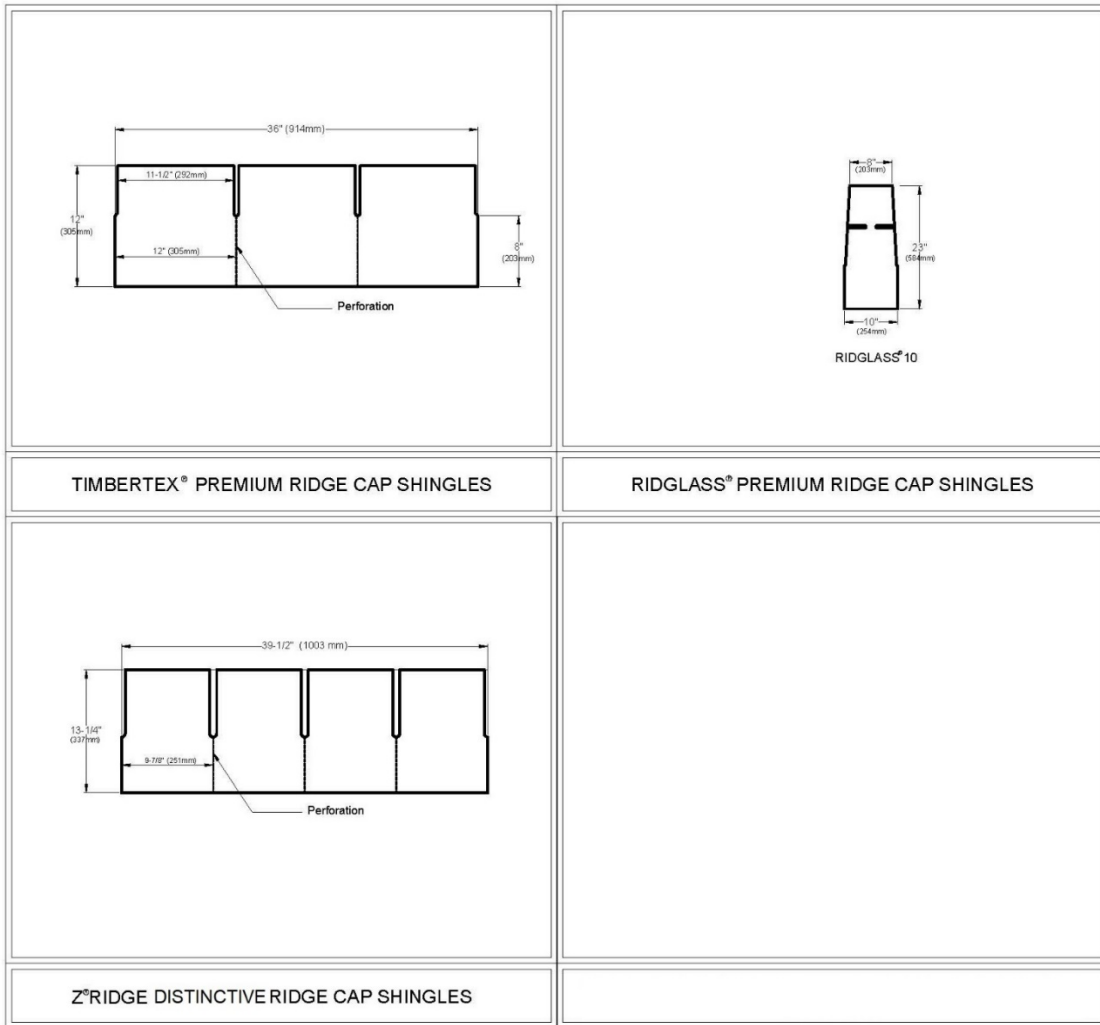 36" (914mm)
11-1/2" (292mm)
12"
(305mm)
12" (305mm)
8"
(203mm)
Perforation
8"
(203mm)
23"
(584mm)
10"
(254mm)
RIDGLASS® 10
TIMBERTEX® PREMIUM RIDGE CAP SHINGLES
RIDGLASS® PREMIUM RIDGE CAP SHINGLES
39-1/2" (1003 mm)
13-1/4"
(337mm)
9-7/8" (251mm)
Perforation
Z®RIDGE DISTINCTIVE RIDGE CAP SHINGLES